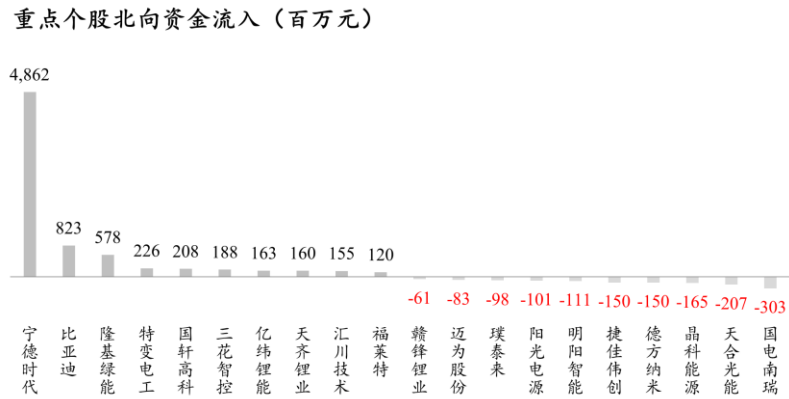 重点个股北向资金流入（百万元）
4,862
823
578
226
208
188
163
160
155
120
-61
-83
-98
-101
-111
-150
-150
-165
-207
-303
宁德时代
比亚迪
隆基绿能
特变电工
国轩高科
三花智控
亿纬锂能
天齐锂业
汇川技术
福莱特
赣锋锂业
迈为股份
璞泰来
阳光电源
明阳智能
捷佳伟创
德方纳米
晶科能源
天合光能
国电南瑞